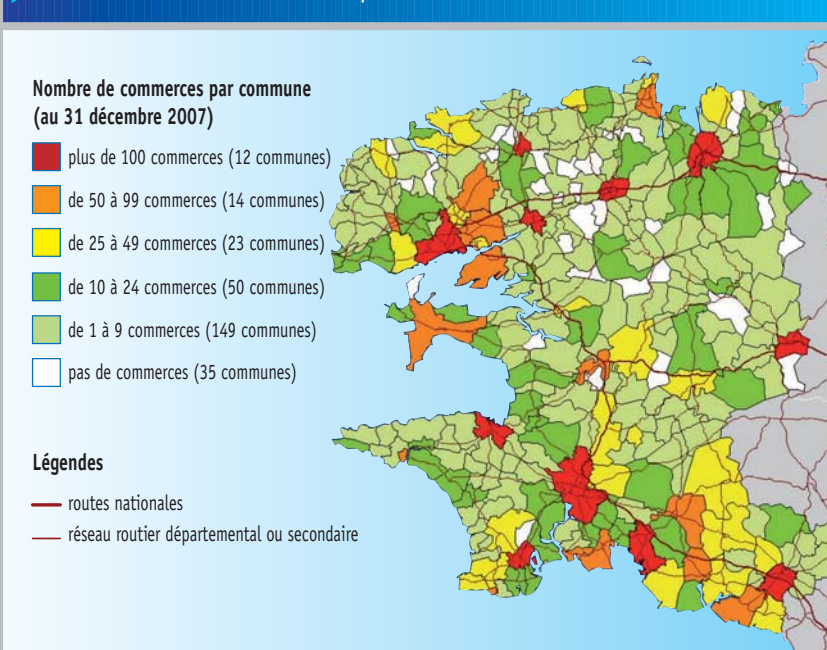 Nombre de commerces par commune
(au 31 décembre 2007)
plus de 100 commerces (12 communes)
de 50 à 99 commerces (14 communes)
de 25 à 49 commerces (23 communes)
de 10 à 24 commerces (50 communes)
de 1 à 9 commerces (149 communes)
pas de commerces (35 communes)
Légendes
routes nationales
réseau routier départemental ou secondaire